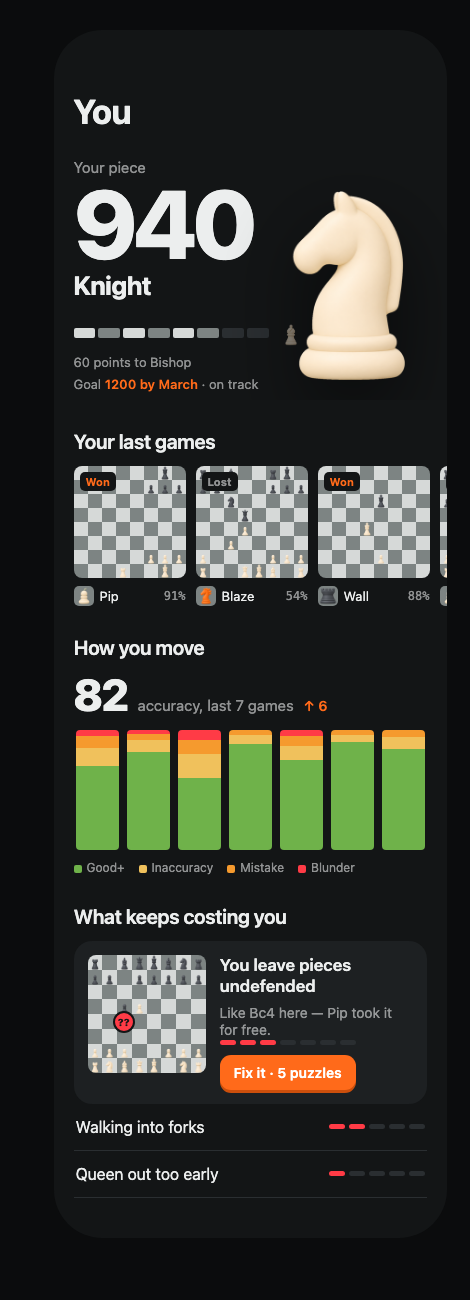 You
Your piece
940
Knight
60 points to Bishop
Goal 1200 by March · on track
Your last games
Won
Lost
Won
Pip 91%
Blaze 54%
Wall 88%
How you move
82 accuracy, last 7 games ↑ 6
Good+ Inaccuracy Mistake Blunder
What keeps costing you
You leave pieces
undefended
??
Like Bc4 here — Pip took it
for free.
Fix it · 5 puzzles
Walking into forks
Queen out too early